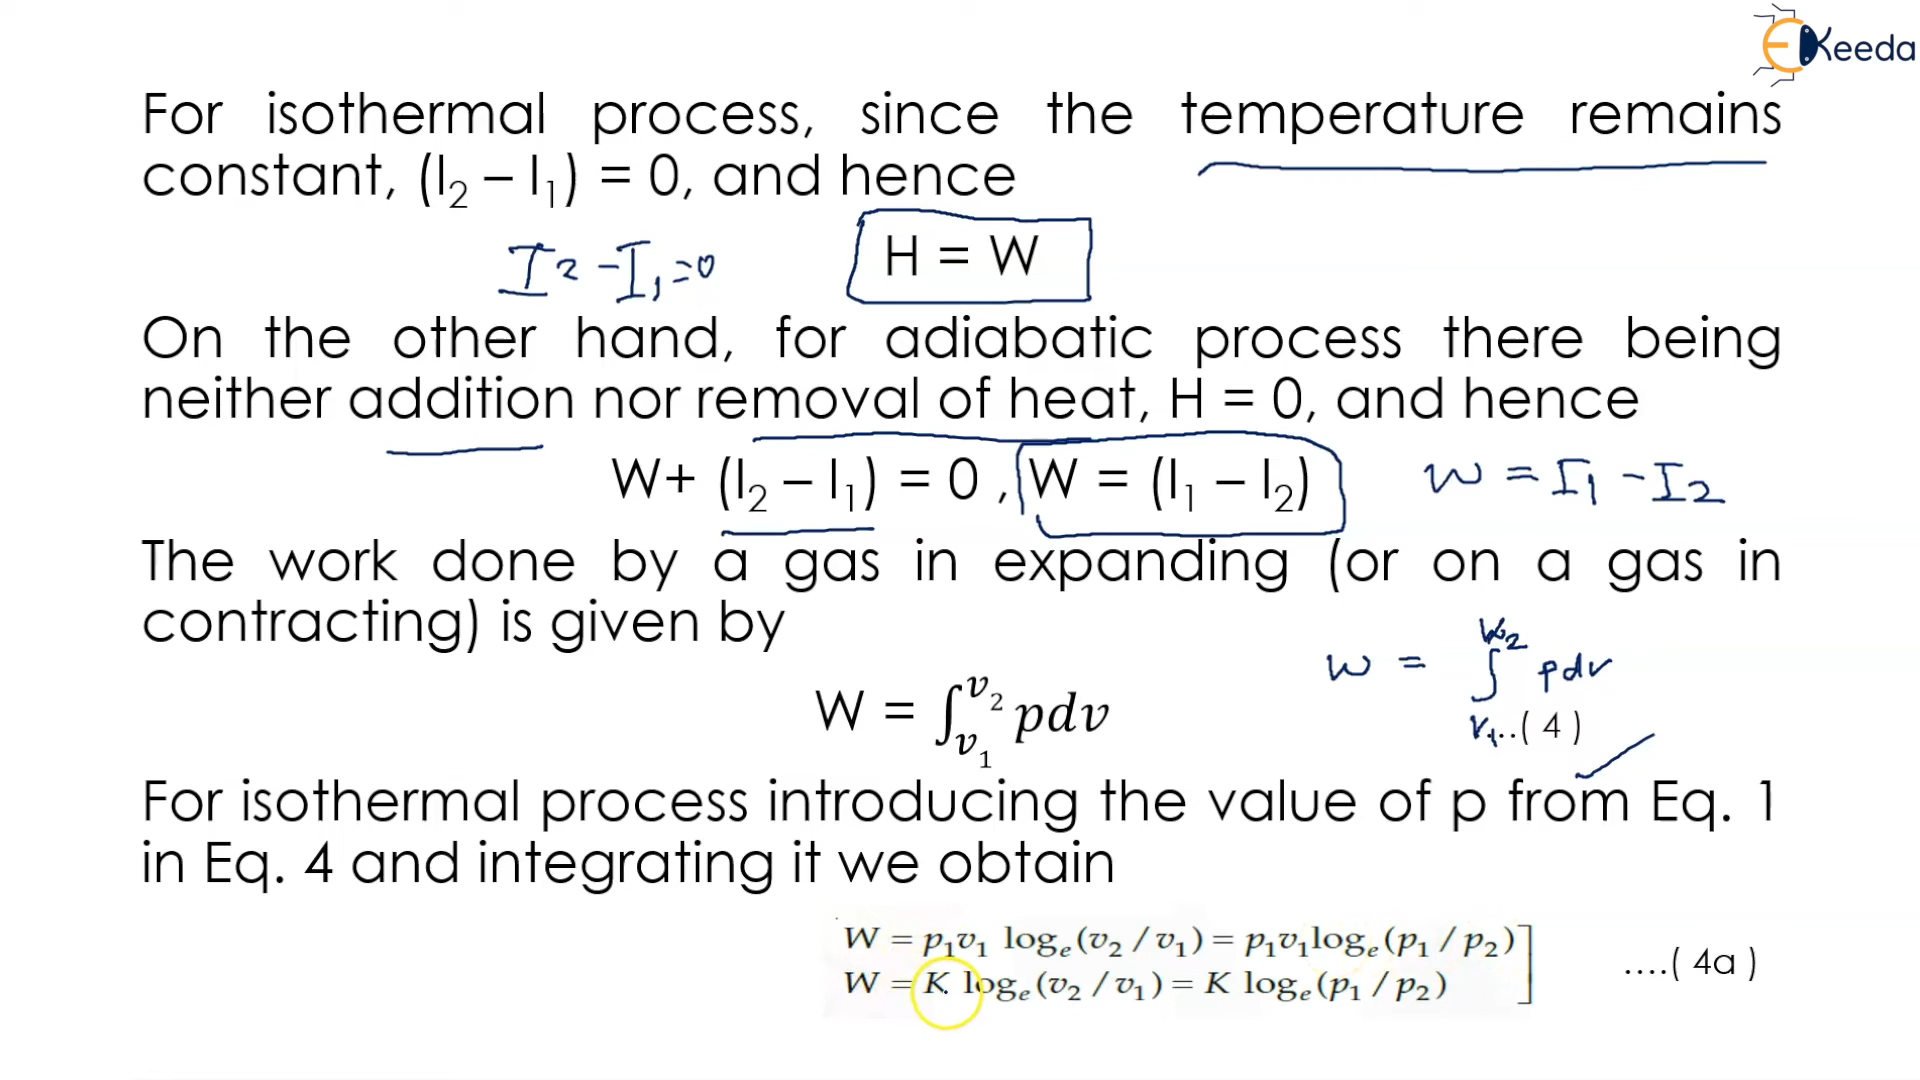 EKeeda
For isothermal process, since the temperature remains
constant, (I₂ – I₁) = 0, and hence
I2 - I₁ = 0
H = W
On the other hand, for adiabatic process there being
neither addition nor removal of heat, H = 0, and hence
W+ (I₂ – I₁) = 0 , W = (I₁ – I₂)
W = I1 - I2
The work done by a gas in expanding (or on a gas in
contracting) is given by
W = ∫ᵥ₁ᵛ² pdv
W = ∫ pdv
V1..( 4 )
For isothermal process introducing the value of p from Eq. 1
in Eq. 4 and integrating it we obtain
W = p₁v₁ logₑ(v₂ / v₁) = p₁v₁logₑ(p₁ / p₂)
W = K logₑ(v₂ / v₁) = K logₑ(p₁ / p₂)
....( 4a )